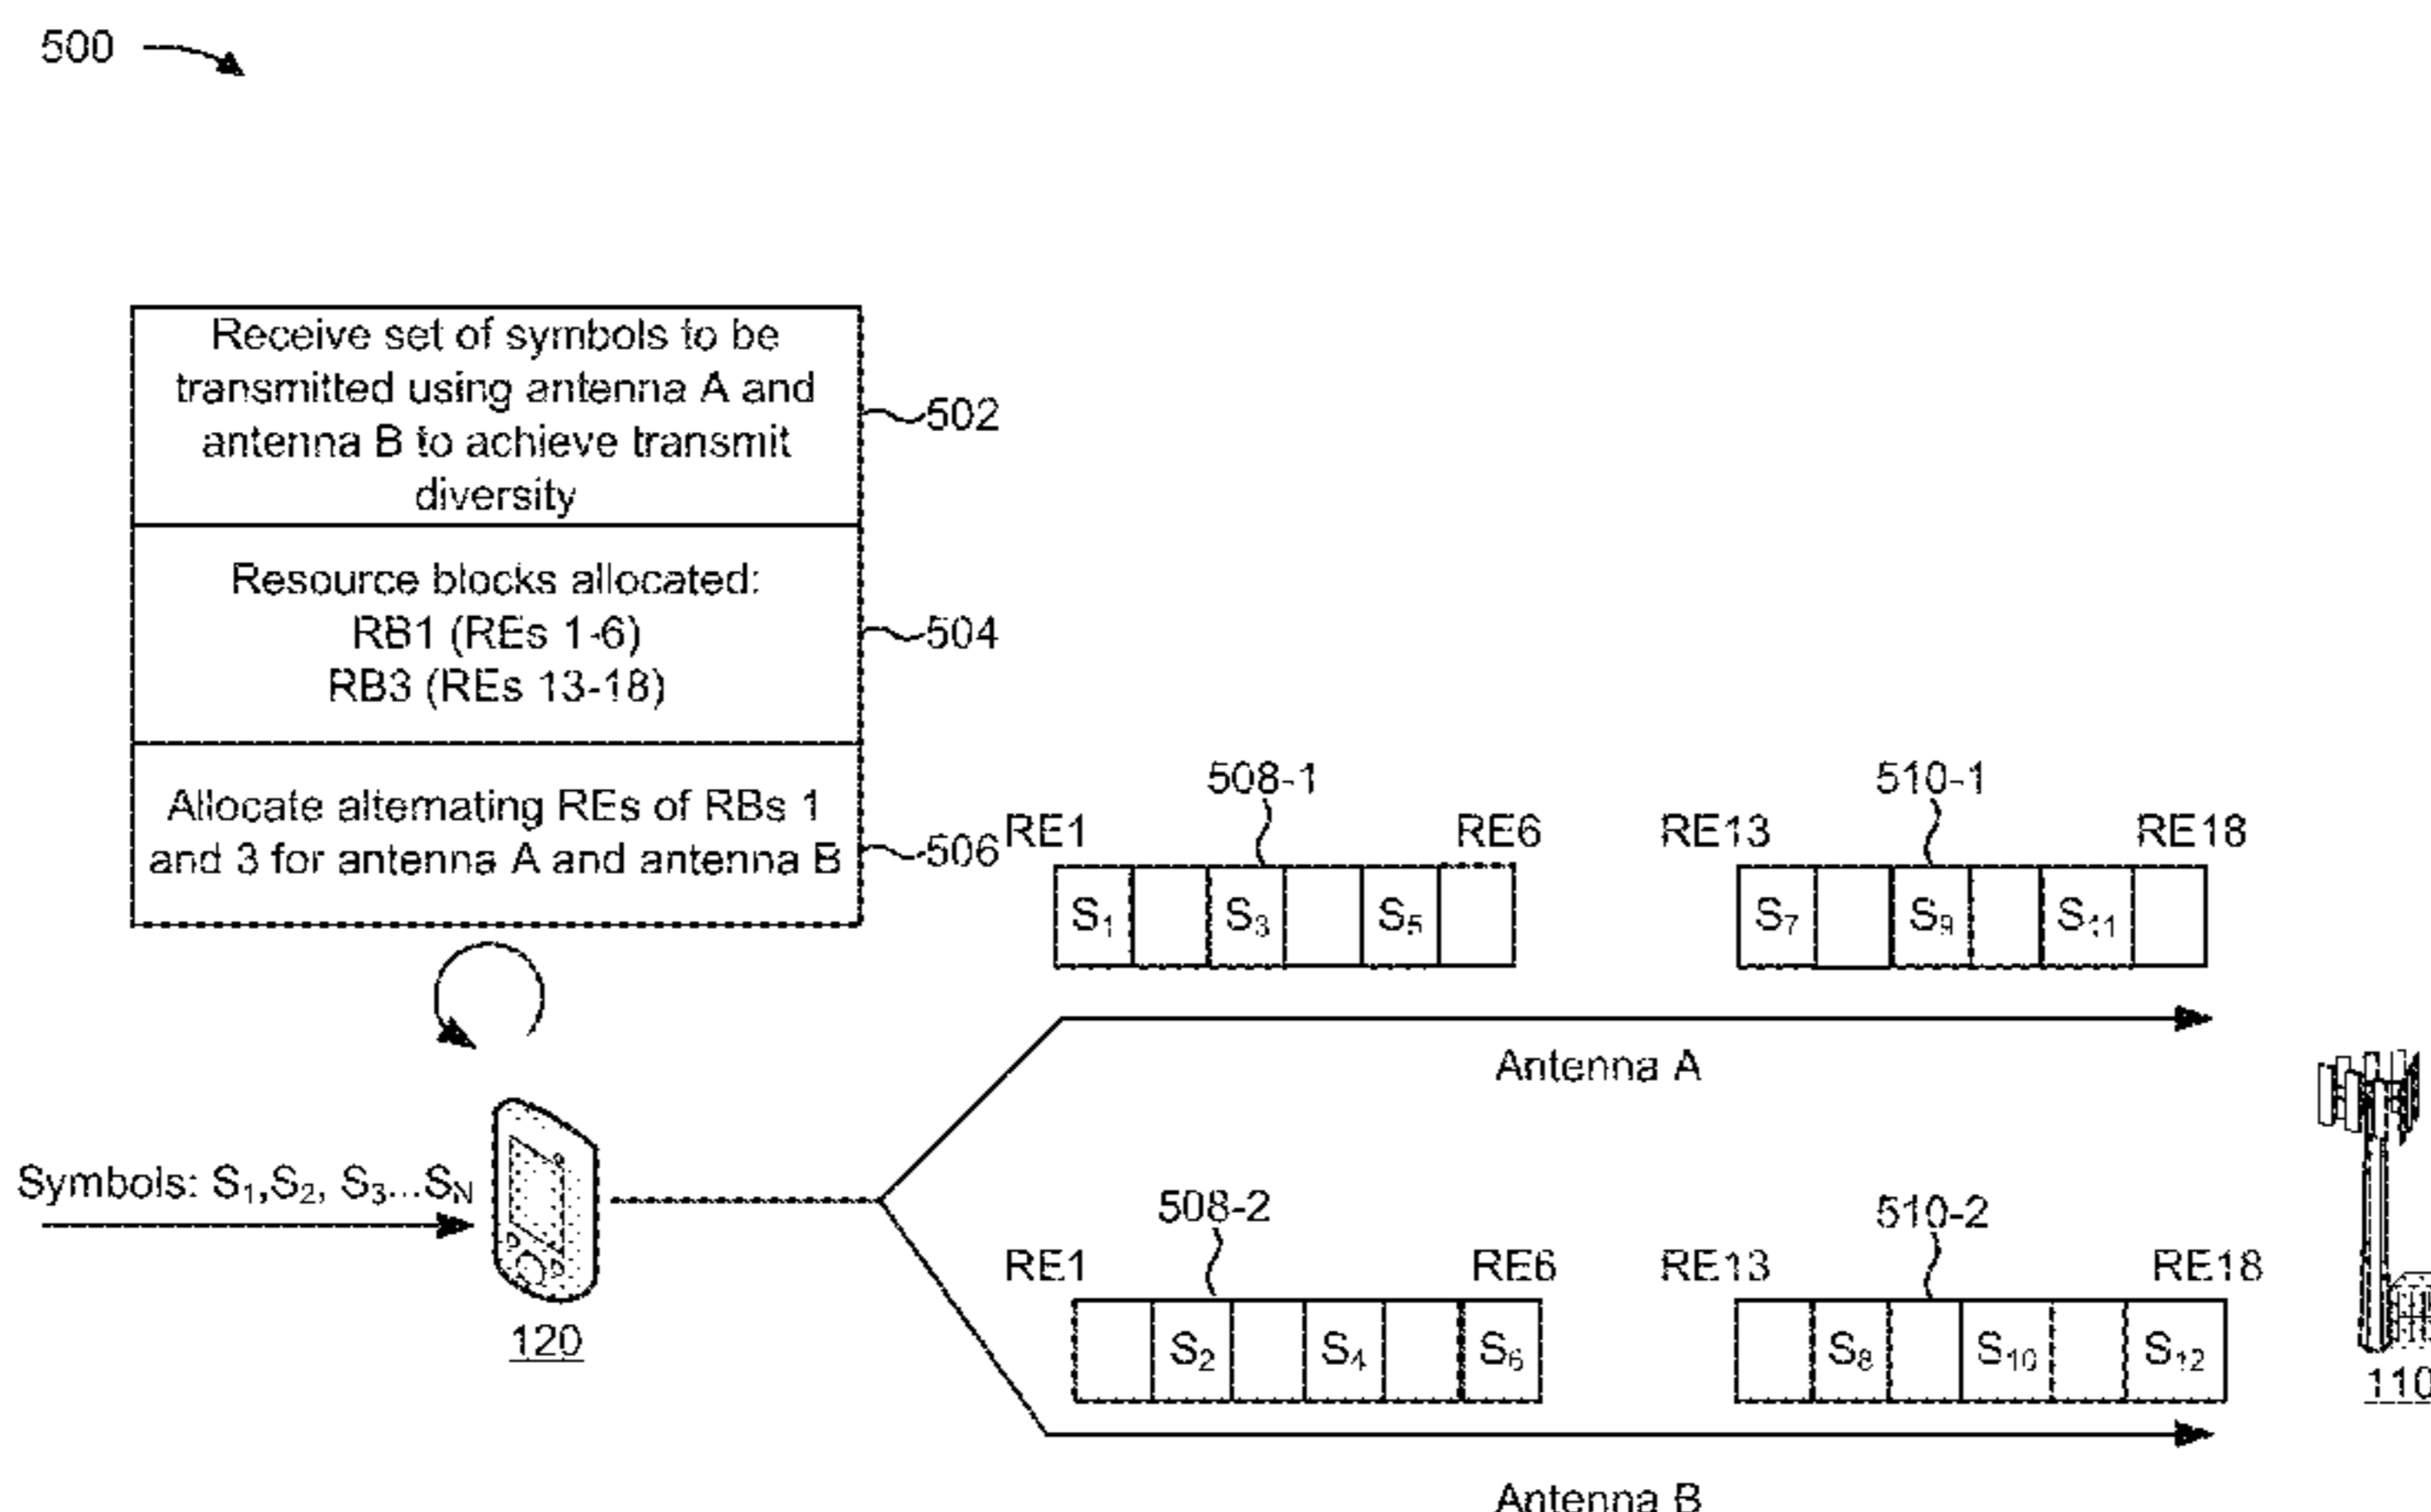 500
Receive set of symbols to be
transmitted using antenna A and
antenna B to achieve transmit
diversity
502
Resource blocks allocated:
RB1 (REs 1-6)
RB3 (REs 13-18)
504
Allocate alternating REs of RBs 1
and 3 for antenna A and antenna B
506
508-1
510-1
RE1 RE6 RE13 RE18
S₁ S₃ S₅ S₇ S₉ S₁₁
Antenna A
Symbols: S₁,S₂, S₃...S_N
120
508-2
510-2
RE1 RE6 RE13 RE18
S₂ S₄ S₆ S₈ S₁₀ S₁₂
110
Antenna B